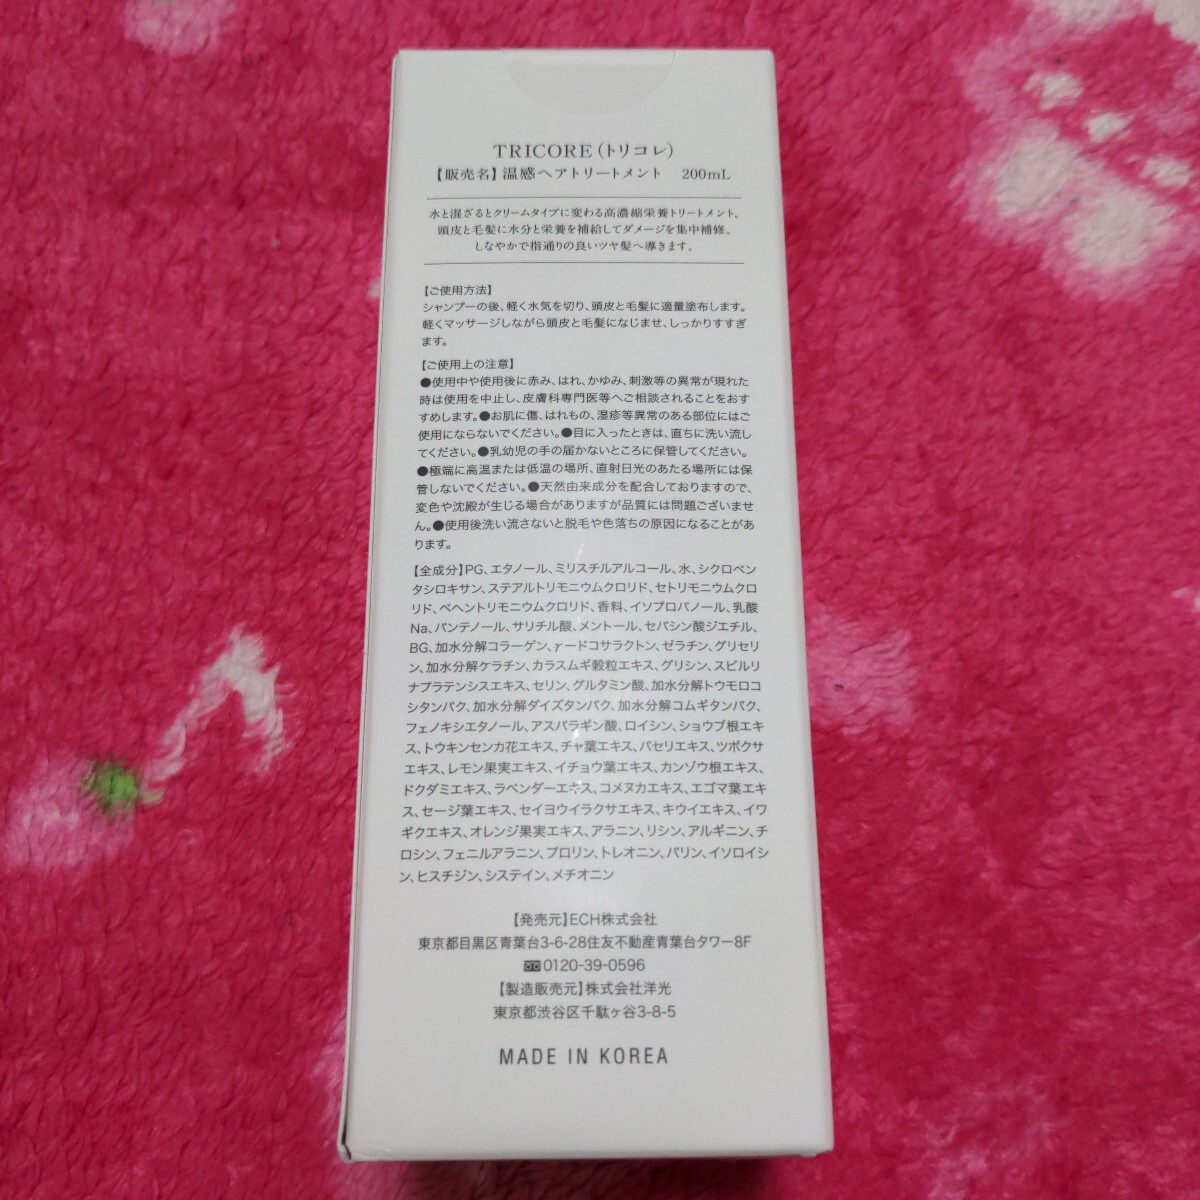 TRICORE(トリコレ)
【販売名】温感ヘアトリートメント 200mL
水と混ざるとクリームタイプに変わる高濃縮栄養トリートメント。
頭皮と毛髪に水分と栄養を補給してダメージを集中補修。
しなやかで指通りの良いツヤ髪へ導きます。
【ご使用方法】
シャンプーの後、軽く水気を切り、頭皮と毛髪に適量塗布します。
軽くマッサージしながら頭皮と毛髪になじませ、しっかりすすぎ
ます。
【ご使用上の注意】
●使用中や使用後に赤み、はれ、かゆみ、刺激等の異常が現れた
時は使用を中止し、皮膚科専門医等へご相談されることをおす
すめします。●お肌に傷、はれもの、湿疹等異常のある部位にはご
使用にならないでください。●目に入ったときは、直ちに洗い流し
てください。●乳幼児の手の届かないところに保管してください。
●極端に高温または低温の場所、直射日光のあたる場所には保
管しないでください。●天然由来成分を配合しておりますので、
変色や沈殿が生じる場合がありますが品質には問題ございませ
ん。●使用後洗い流さないと脱毛や色落ちの原因になることがあ
ります。
【全成分】PG、エタノール、ミリスチルアルコール、水、シクロペン
タシロキサン、ステアルトリモニウムクロリド、セトリモニウムクロ
リド、ベヘントリモニウムクロリド、香料、イソプロパノール、乳酸
Na、パンテノール、サリチル酸、メントール、セバシン酸ジエチル、
BG、加水分解コラーゲン、γードコサラクトン、ゼラチン、グリセリ
ン、加水分解ケラチン、カラスムギ穀粒エキス、グリシン、スピルリ
ナプラテンシスエキス、セリン、グルタミン酸、加水分解トウモロコ
シタンパク、加水分解ダイズタンパク、加水分解コムギタンパク、
フェノキシエタノール、アスパラギン酸、ロイシン、ショウブ根エキ
ス、トウキンセンカ花エキス、チャ葉エキス、パセリエキス、ツボクサ
エキス、レモン果実エキス、イチョウ葉エキス、カンゾウ根エキス、
ドクダミエキス、ラベンダーエキス、コメヌカエキス、エゴマ葉エキ
ス、セージ葉エキス、セイヨウイラクサエキス、キウイエキス、イワ
ギクエキス、オレンジ果実エキス、アラニン、リシン、アルギニン、チ
ロシン、フェニルアラニン、プロリン、トレオニン、バリン、イソロイシ
ン、ヒスチジン、システイン、メチオニン
【発売元】ECH株式会社
東京都目黒区青葉台3-6-28住友不動産青葉台タワー8F
0120-39-0596
【製造販売元】株式会社洋光
東京都渋谷区千駄ヶ谷3-8-5
MADE IN KOREA